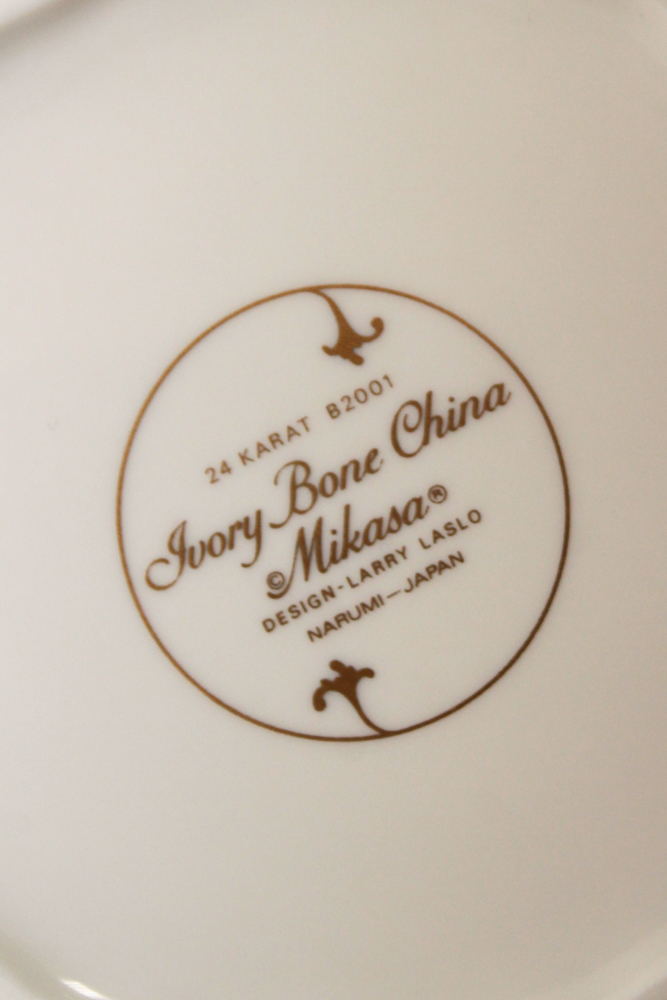 24 KARAT B2001
Ivory Bone China
©Mikasa®
DESIGN-LARRY LASLO
NARUMI—JAPAN